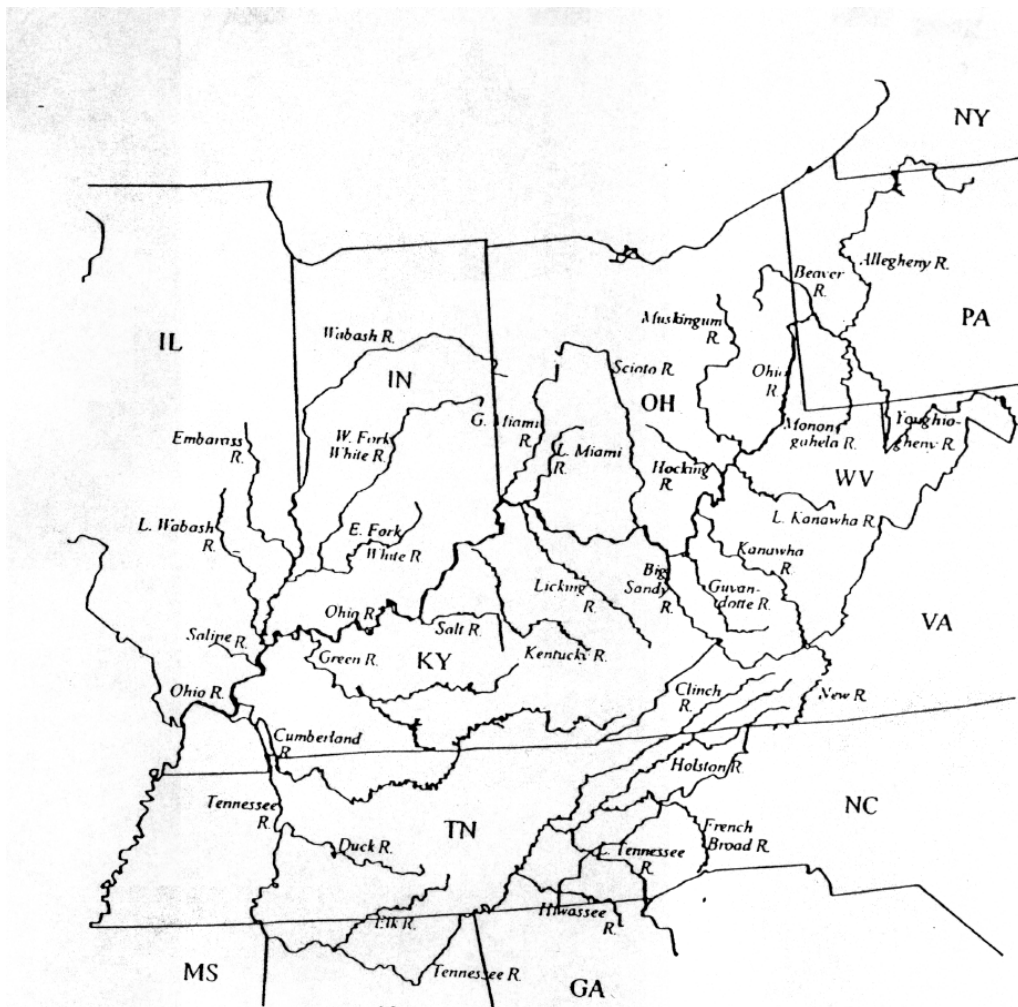 NY
Allegheny R.
Beaver
R.
PA
Muskingum
R.
IL
Wabash R.
IN
Scioto R.
Ohio
R.
OH
G. Miami
R.
Monon
gahela R.
Youghio-
gheny R.
Embarass
R.
W. Fork
White R.
L. Miami
R.
Hocking
R.
WV
L. Wabash
R.
E. Fork
White R.
L. Kanawha R.
Kanawha
R.
Big
Sandy
R.
Guyan-
dotte R.
Licking
R.
Ohio R.
Salt R.
VA
Saline R.
Green R.
KY
Kentucky R.
Ohio R.
Clinch
R.
New R.
Cumberland
R.
Holston R.
Tennessee
R.
TN
NC
Duck R.
French
Broad R.
L. Tennessee
R.
Hiwassee
R.
Elk R.
MS
Tennessee R.
GA